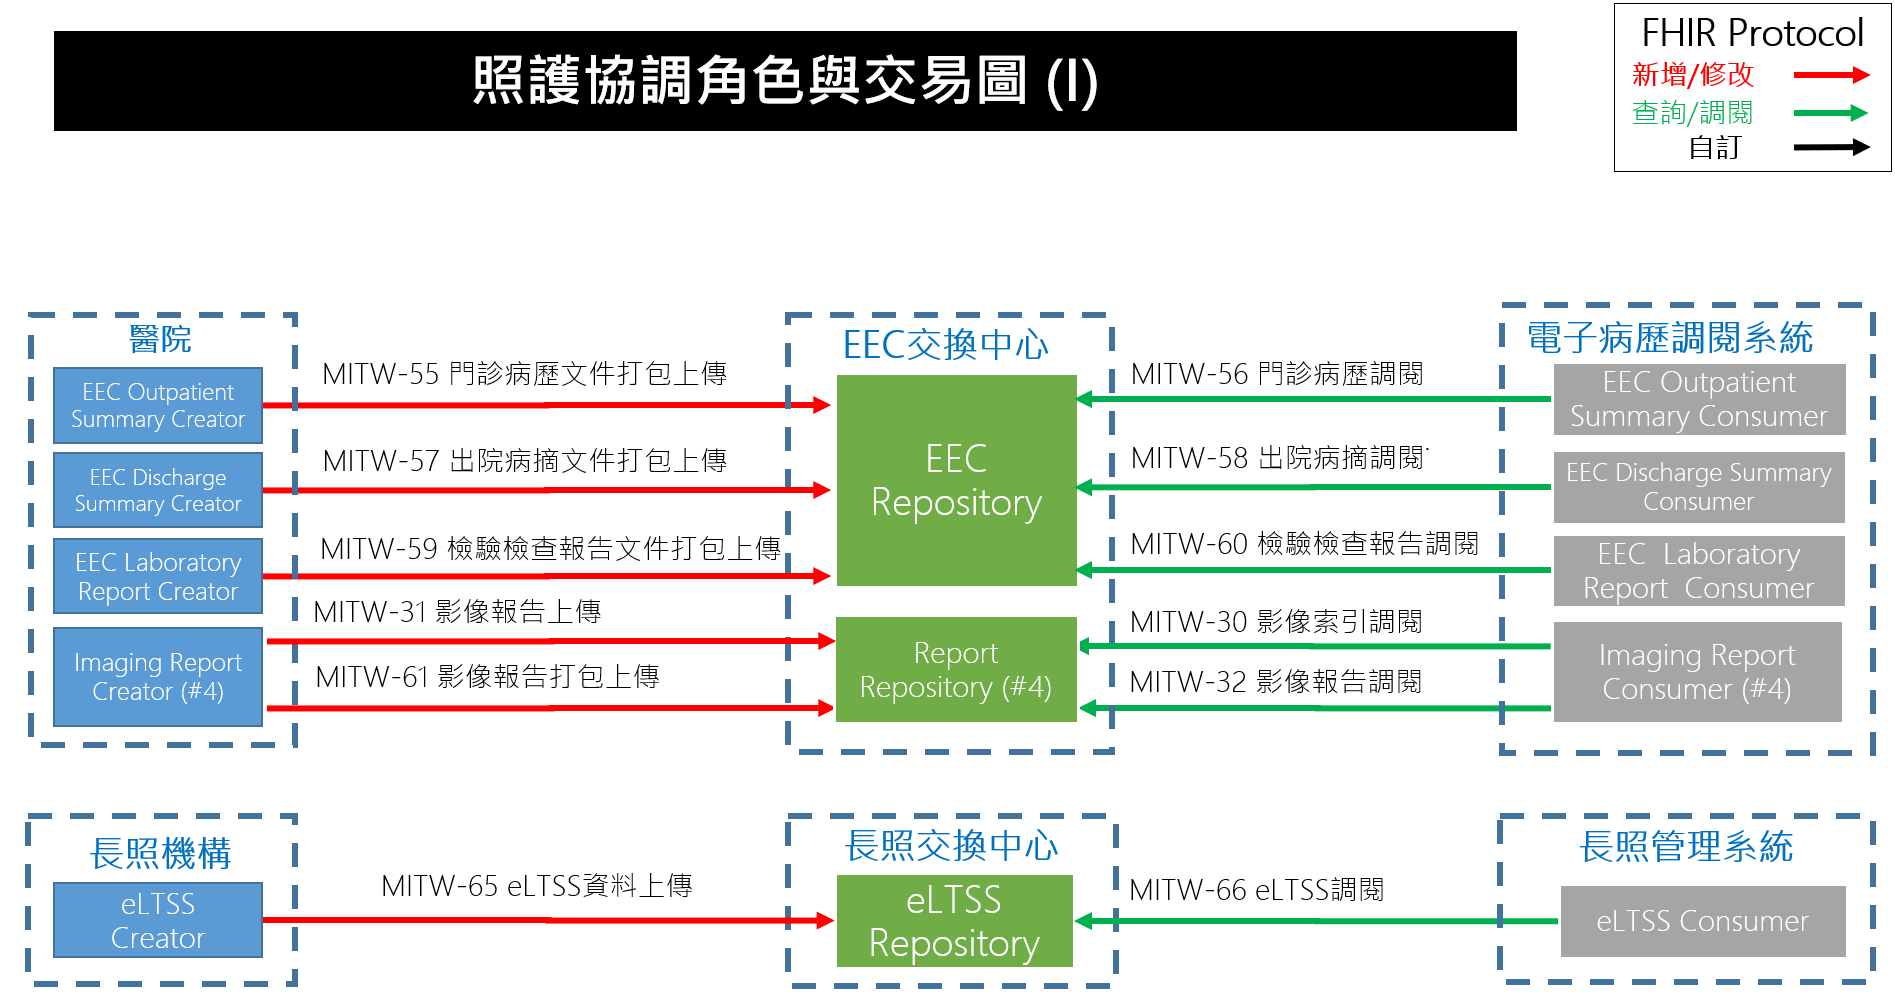 照護協調角色與交易圖 (I)
FHIR Protocol
新增/修改
查詢/調閱
自訂
醫院
EEC Outpatient
Summary Creator
EEC Discharge
Summary Creator
EEC Laboratory
Report Creator
Imaging Report
Creator (#4)
MITW-55 門診病歷文件打包上傳
MITW-57 出院病摘文件打包上傳
MITW-59 檢驗檢查報告文件打包上傳
MITW-31 影像報告上傳
MITW-61 影像報告打包上傳
EEC交換中心
EEC
Repository
Report
Repository (#4)
MITW-56 門診病歷調閱
MITW-58 出院病摘調閱
MITW-60 檢驗檢查報告調閱
MITW-30 影像索引調閱
MITW-32 影像報告調閱
電子病歷調閱系統
EEC Outpatient
Summary Consumer
EEC Discharge Summary
Consumer
EEC Laboratory
Report Consumer
Imaging Report
Consumer (#4)
長照機構
eLTSS
Creator
MITW-65 eLTSS資料上傳
長照交換中心
eLTSS
Repository
MITW-66 eLTSS調閱
長照管理系統
eLTSS Consumer